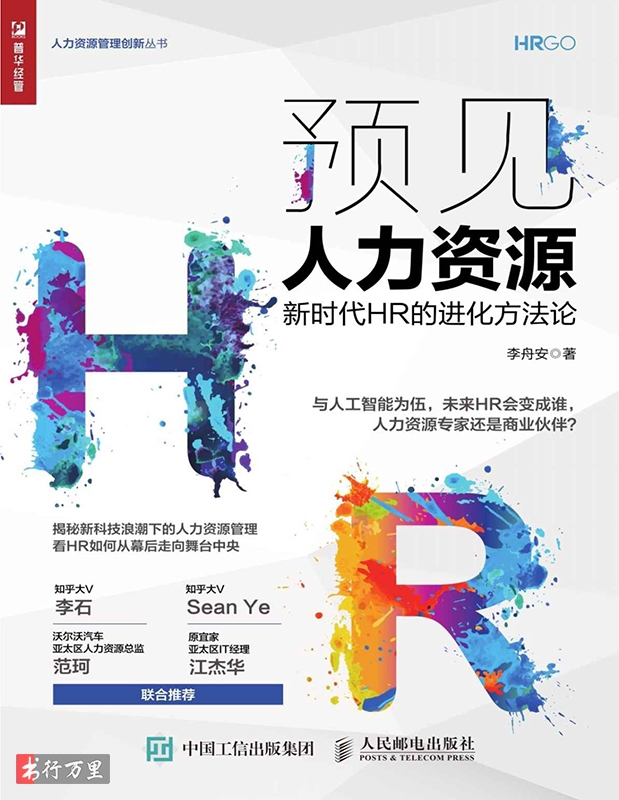 普华经管
人力资源管理创新丛书
HRGO
预见
人力资源
新时代HR的进化方法论
李舟安◎著
与人工智能为伍，未来HR会变成谁，
人力资源专家还是商业伙伴？
HR
揭秘新科技浪潮下的人力资源管理
看HR如何从幕后走向舞台中央
知乎大V
李石
知乎大V
Sean Ye
沃尔沃汽车
亚太区人力资源总监
范珂
原宜家
亚太区IT经理
江杰华
联合推荐
中国工信出版集团
人民邮电出版社
POSTS & TELECOM PRESS
书行万里